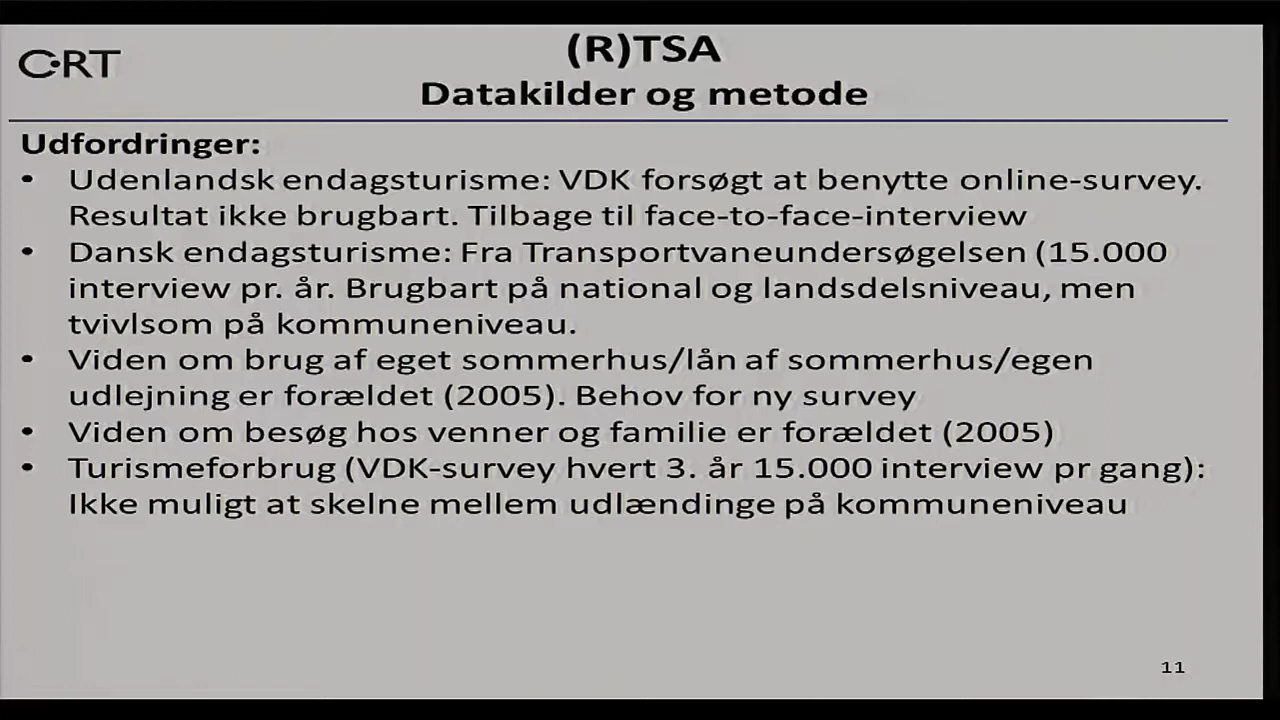 CRT
(R)TSA
Datakilder og metode
Udfordringer:
• Udenlandsk endagsturisme: VDK forsøgt at benytte online-survey.
Resultat ikke brugbart. Tilbage til face-to-face-interview
• Dansk endagsturisme: Fra Transportvaneundersøgelsen (15.000
interview pr. år. Brugbart på national og landsdelsniveau, men
tvivlsom på kommuneniveau.
• Viden om brug af eget sommerhus/lån af sommerhus/egen
udlejning er forældet (2005). Behov for ny survey
• Viden om besøg hos venner og familie er forældet (2005)
• Turismeforbrug (VDK-survey hvert 3. år 15.000 interview pr gang):
Ikke muligt at skelne mellem udlændinge på kommuneniveau
11